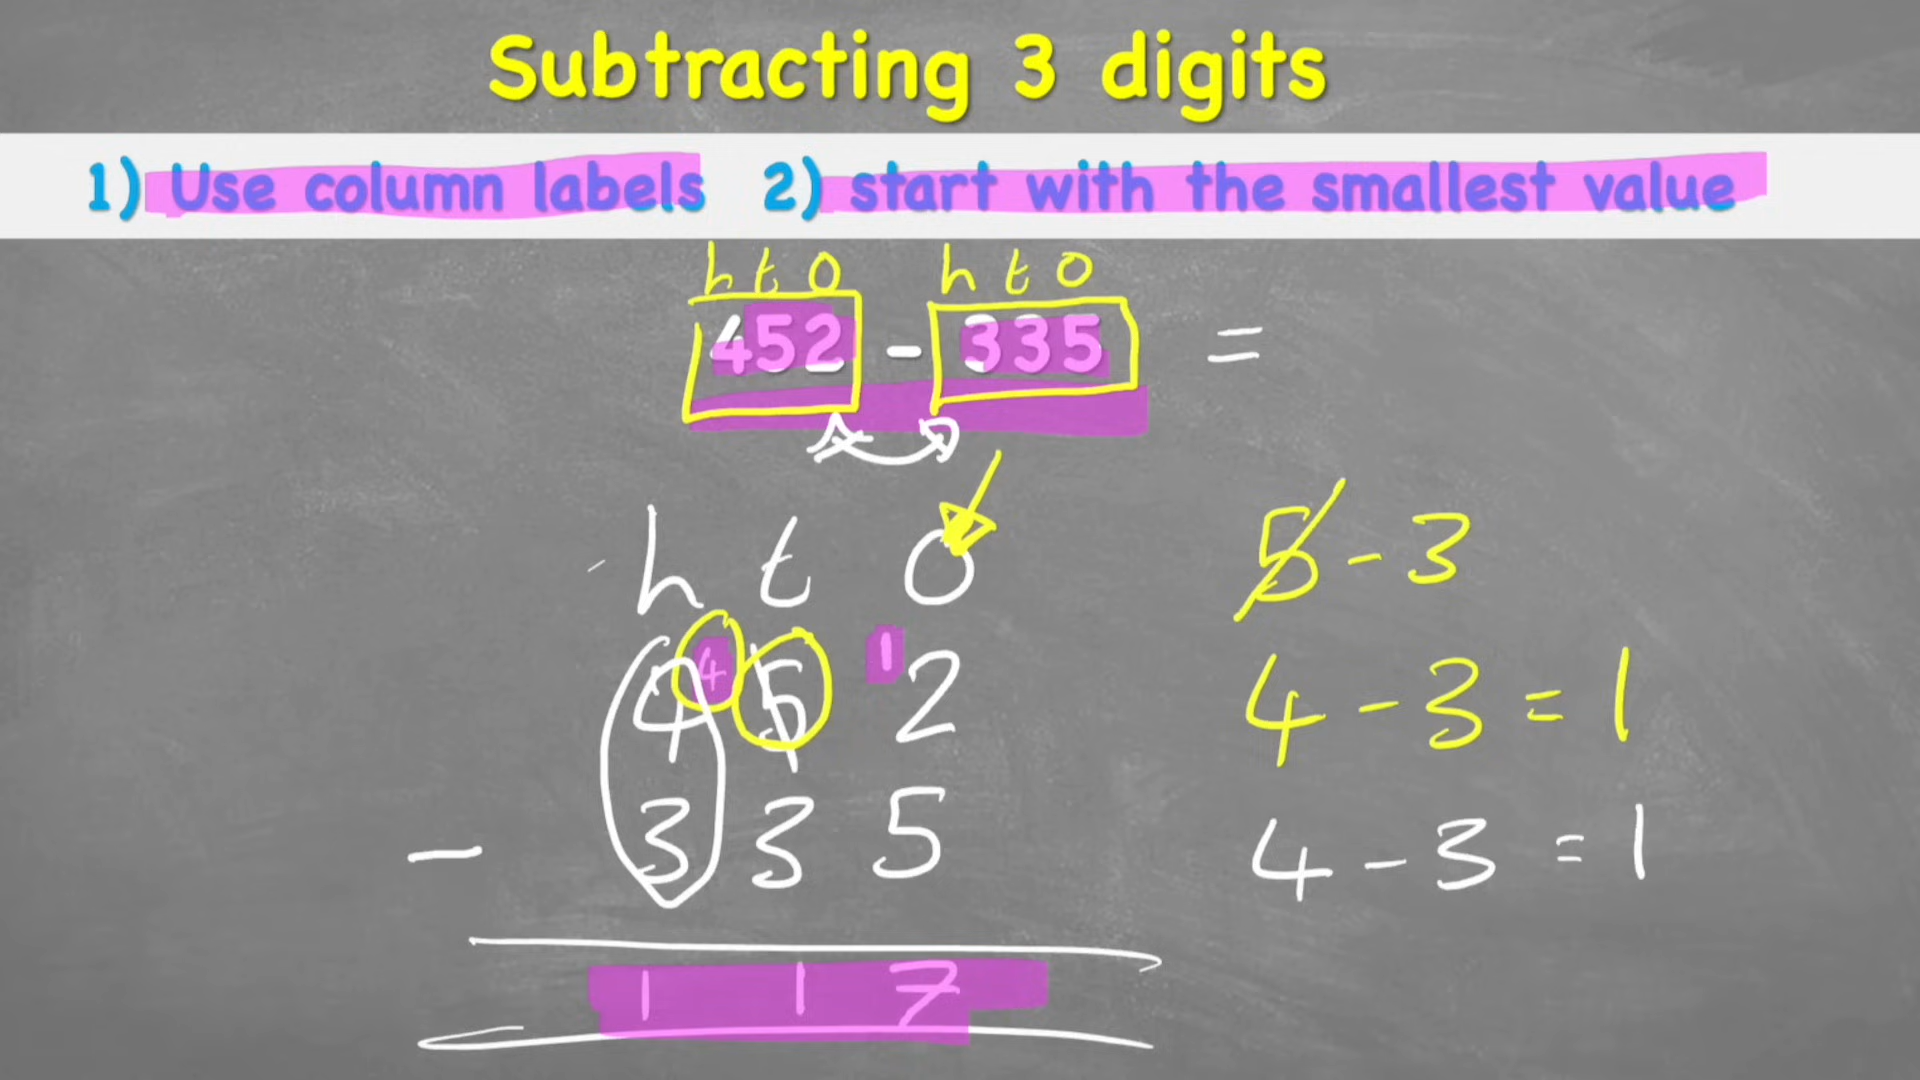 Subtracting 3 digits
1) Use column labels 2) start with the smallest value
h t o h t o
452 - 335 =
h t o
5 - 3
4 4 5 1 2
4 - 3 = 1
- 3 3 5
4 - 3 = 1
1 1 7